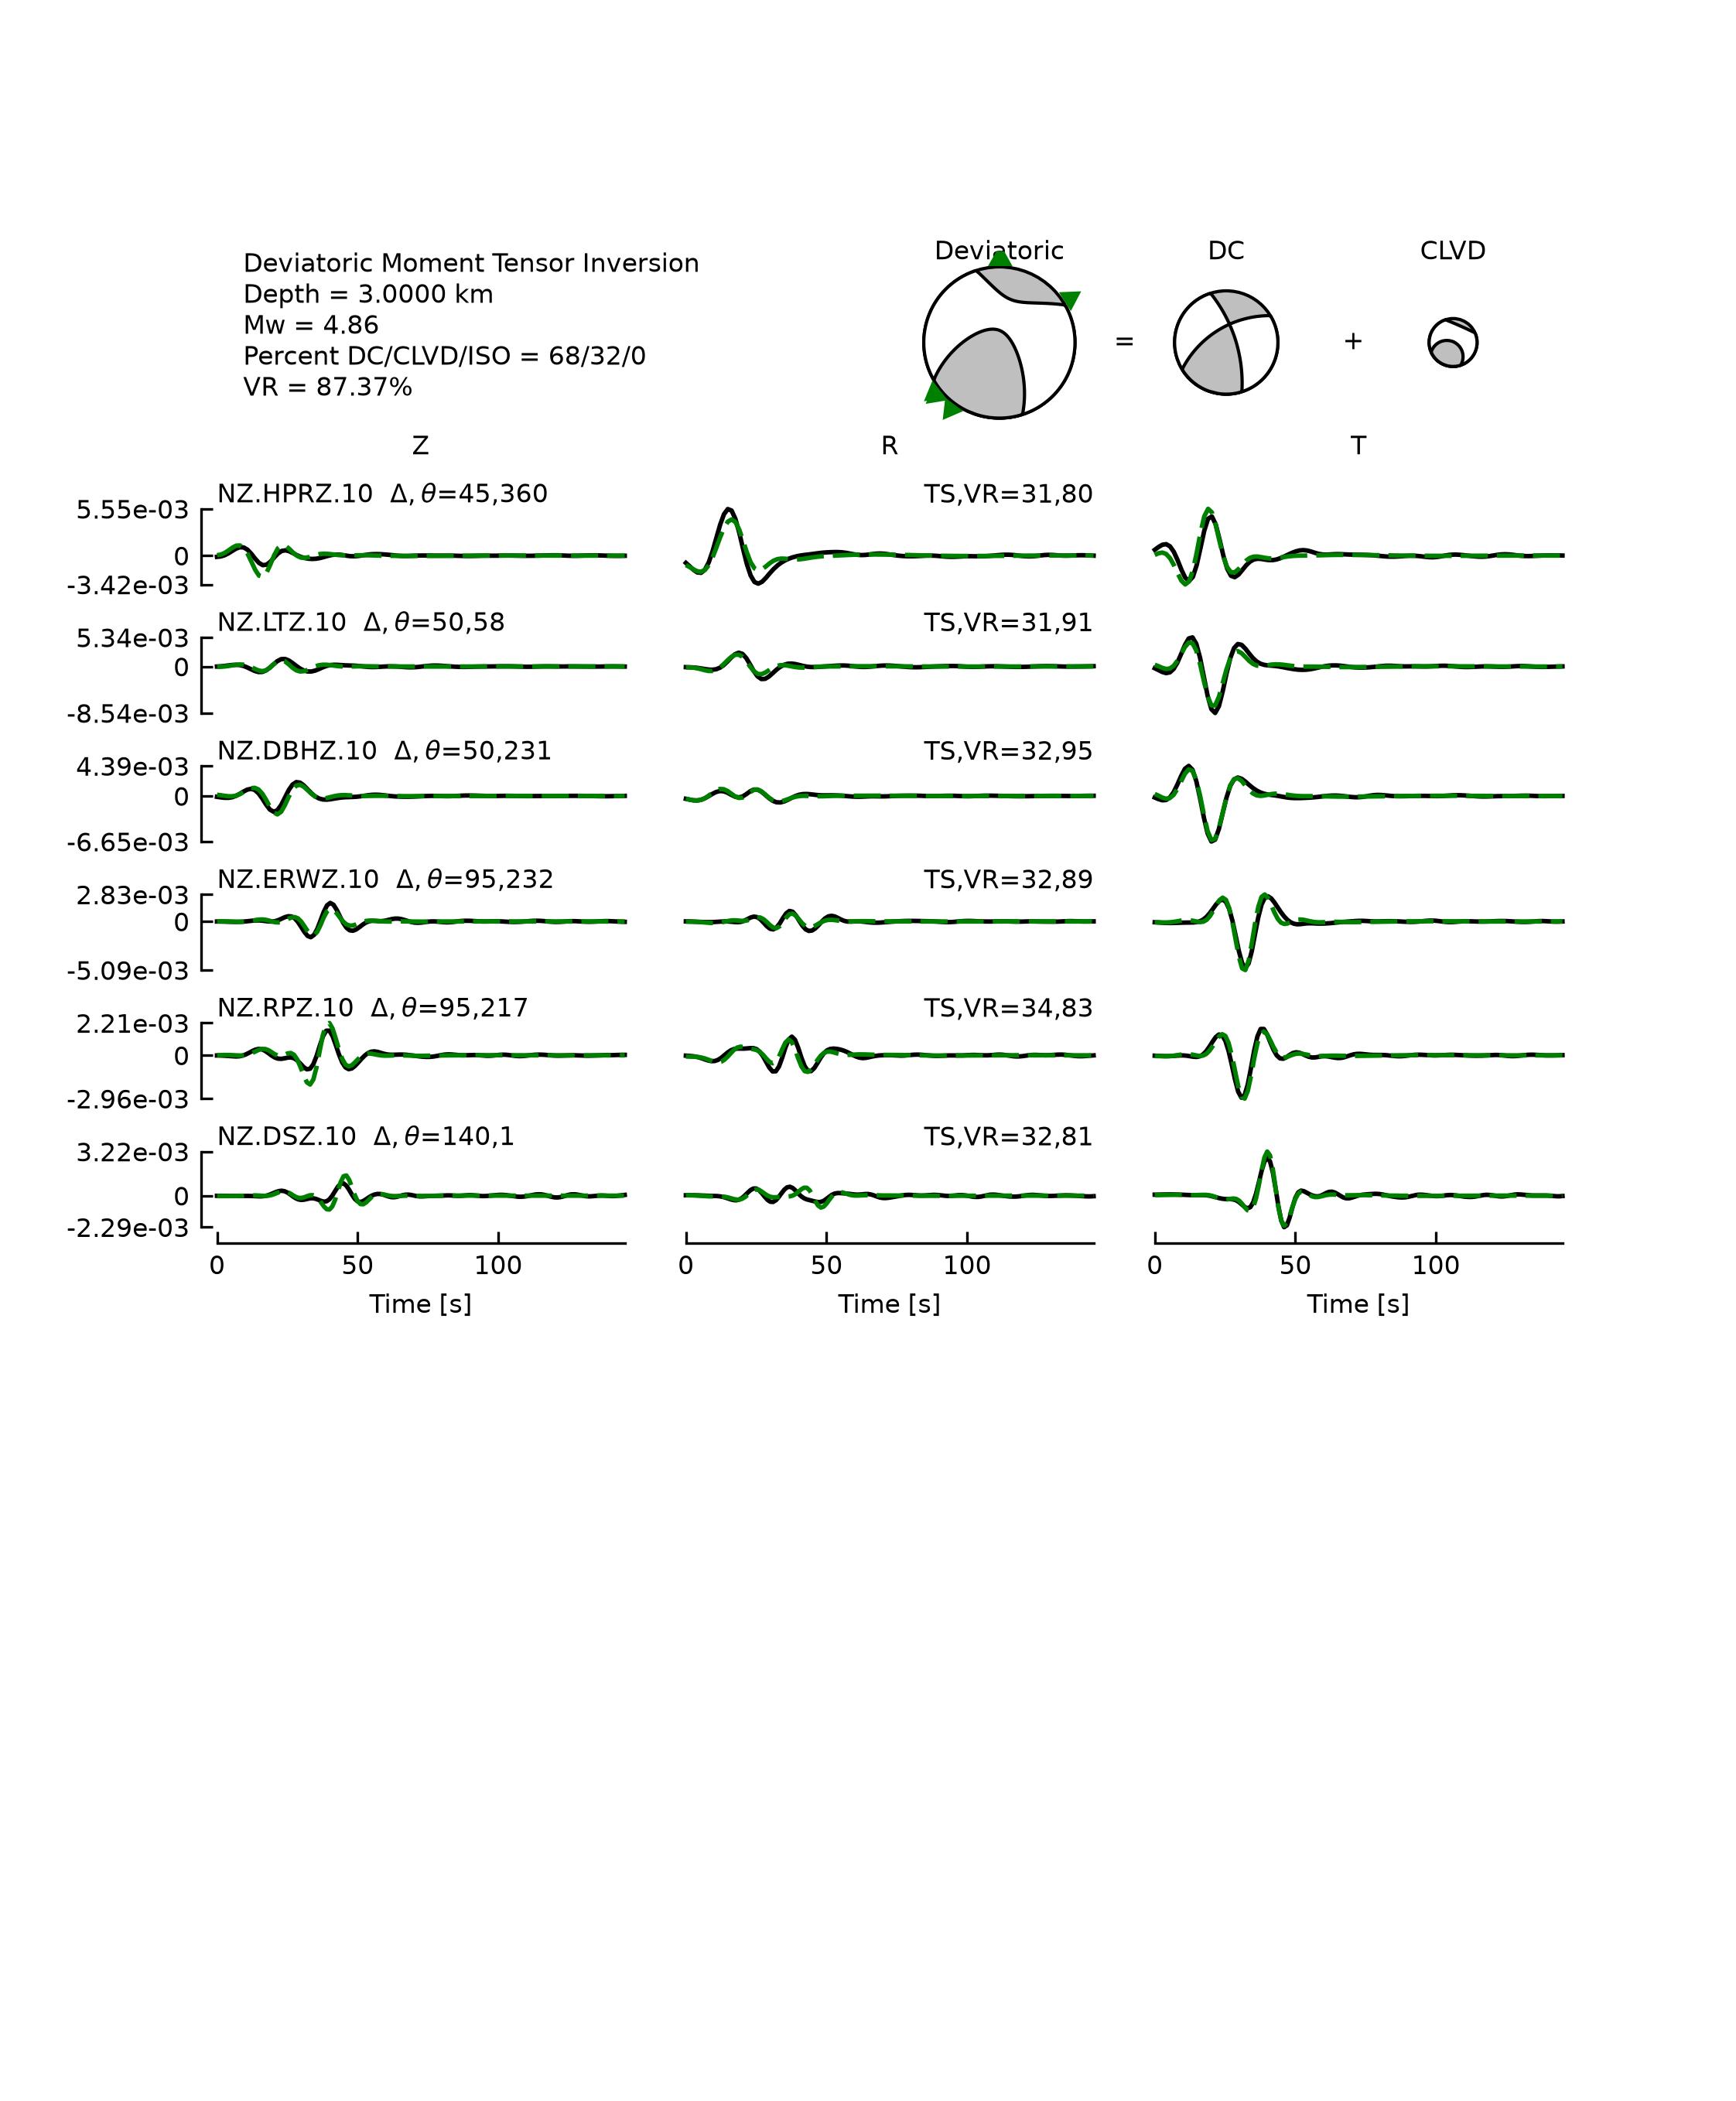 Deviatoric Moment Tensor Inversion
Depth = 3.0000 km
Mw = 4.86
Percent DC/CLVD/ISO = 68/32/0
VR = 87.37%
Deviatoric DC CLVD
= +
Z R T
NZ.HPRZ.10 Δ,θ=45,360 TS,VR=31,80
5.55e-03
0
-3.42e-03
NZ.LTZ.10 Δ,θ=50,58 TS,VR=31,91
5.34e-03
0
-8.54e-03
NZ.DBHZ.10 Δ,θ=50,231 TS,VR=32,95
4.39e-03
0
-6.65e-03
NZ.ERWZ.10 Δ,θ=95,232 TS,VR=32,89
2.83e-03
0
-5.09e-03
NZ.RPZ.10 Δ,θ=95,217 TS,VR=34,83
2.21e-03
0
-2.96e-03
NZ.DSZ.10 Δ,θ=140,1 TS,VR=32,81
3.22e-03
0
-2.29e-03
0 50 100 0 50 100 0 50 100
Time [s] Time [s] Time [s]